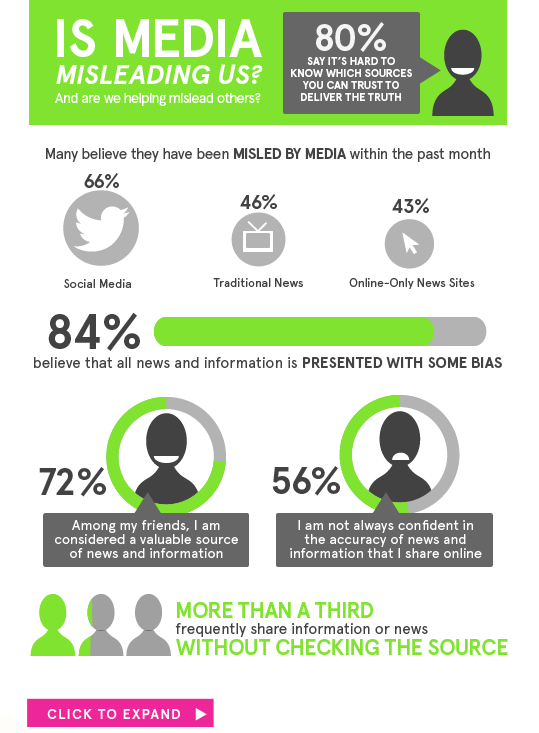 IS MEDIA
MISLEADING US?
And are we helping mislead others?
80%
SAY IT'S HARD TO
KNOW WHICH SOURCES
YOU CAN TRUST TO
DELIVER THE TRUTH
Many believe they have been MISLED BY MEDIA within the past month
66%
Social Media
46%
Traditional News
43%
Online-Only News Sites
84%
believe that all news and information is PRESENTED WITH SOME BIAS
72%
Among my friends, I am
considered a valuable source
of news and information
56%
I am not always confident in
the accuracy of news and
information that I share online
MORE THAN A THIRD
frequently share information or news
WITHOUT CHECKING THE SOURCE
CLICK TO EXPAND